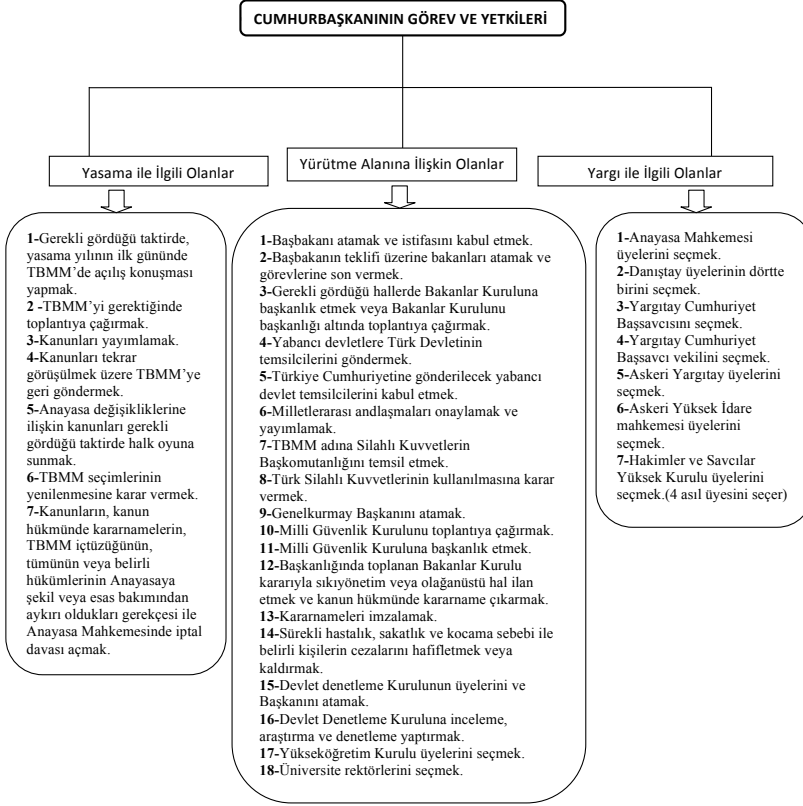 CUMHURBAŞKANININ GÖREV VE YETKİLERİ
Yasama ile İlgili Olanlar
1-Gerekli gördüğü taktirde,
yasama yılının ilk gününde
TBMM'de açılış konuşması
yapmak.
2 -TBMM'yi gerektiğinde
toplantıya çağırmak.
3-Kanunları yayımlamak.
4-Kanunları tekrar
görüşülmek üzere TBMM'ye
geri göndermek.
5-Anayasa değişikliklerine
ilişkin kanunları gerekli
gördüğü taktirde halk oyuna
sunmak.
6-TBMM seçimlerinin
yenilenmesine karar vermek.
7-Kanunların, kanun
hükmünde kararnamelerin,
TBMM içtüzüğünün,
tümünün veya belirli
hükümlerinin Anayasaya
şekil veya esas bakımından
aykırı oldukları gerekçesi ile
Anayasa Mahkemesinde iptal
davası açmak.
Yürütme Alanına İlişkin Olanlar
1-Başbakanı atamak ve istifasını kabul etmek.
2-Başbakanın teklifi üzerine bakanları atamak ve
görevlerine son vermek.
3-Gerekli gördüğü hallerde Bakanlar Kuruluna
başkanlık etmek veya Bakanlar Kurulunu
başkanlığı altında toplantıya çağırmak.
4-Yabancı devletlere Türk Devletinin
temsilcilerini göndermek.
5-Türkiye Cumhuriyetine gönderilecek yabancı
devlet temsilcilerini kabul etmek.
6-Milletlerarası andlaşmaları onaylamak ve
yayımlamak.
7-TBMM adına Silahlı Kuvvetlerin
Başkomutanlığını temsil etmek.
8-Türk Silahlı Kuvvetlerinin kullanılmasına karar
vermek.
9-Genelkurmay Başkanını atamak.
10-Milli Güvenlik Kurulunu toplantıya çağırmak.
11-Milli Güvenlik Kuruluna başkanlık etmek.
12-Başkanlığında toplanan Bakanlar Kurulu
kararıyla sıkıyönetim veya olağanüstü hal ilan
etmek ve kanun hükmünde kararname çıkarmak.
13-Kararnameleri imzalamak.
14-Sürekli hastalık, sakatlık ve kocama sebebi ile
belirli kişilerin cezalarını hafifletmek veya
kaldırmak.
15-Devlet denetleme Kurulunun üyelerini ve
Başkanını atamak.
16-Devlet Denetleme Kuruluna inceleme,
araştırma ve denetleme yaptırmak.
17-Yükseköğretim Kurulu üyelerini seçmek.
18-Üniversite rektörlerini seçmek.
Yargı ile İlgili Olanlar
1-Anayasa Mahkemesi
üyelerini seçmek.
2-Danıştay üyelerinin dörtte
birini seçmek.
3-Yargıtay Cumhuriyet
Başsavcısını seçmek.
4-Yargıtay Cumhuriyet
Başsavcı vekilini seçmek.
5-Askeri Yargıtay üyelerini
seçmek.
6-Askeri Yüksek İdare
mahkemesi üyelerini
seçmek.
7-Hakimler ve Savcılar
Yüksek Kurulu üyelerini
seçmek.(4 asıl üyesini seçer)